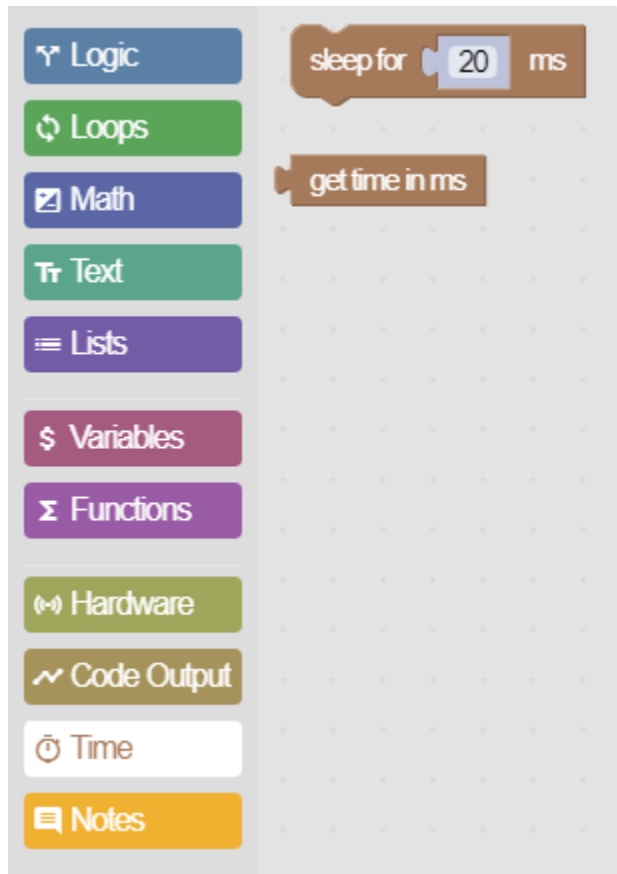 Logic
Loops
Math
Tr Text
Lists
$ Variables
Σ Functions
Hardware
Code Output
Time
Notes
sleep for 20 ms
get time in ms